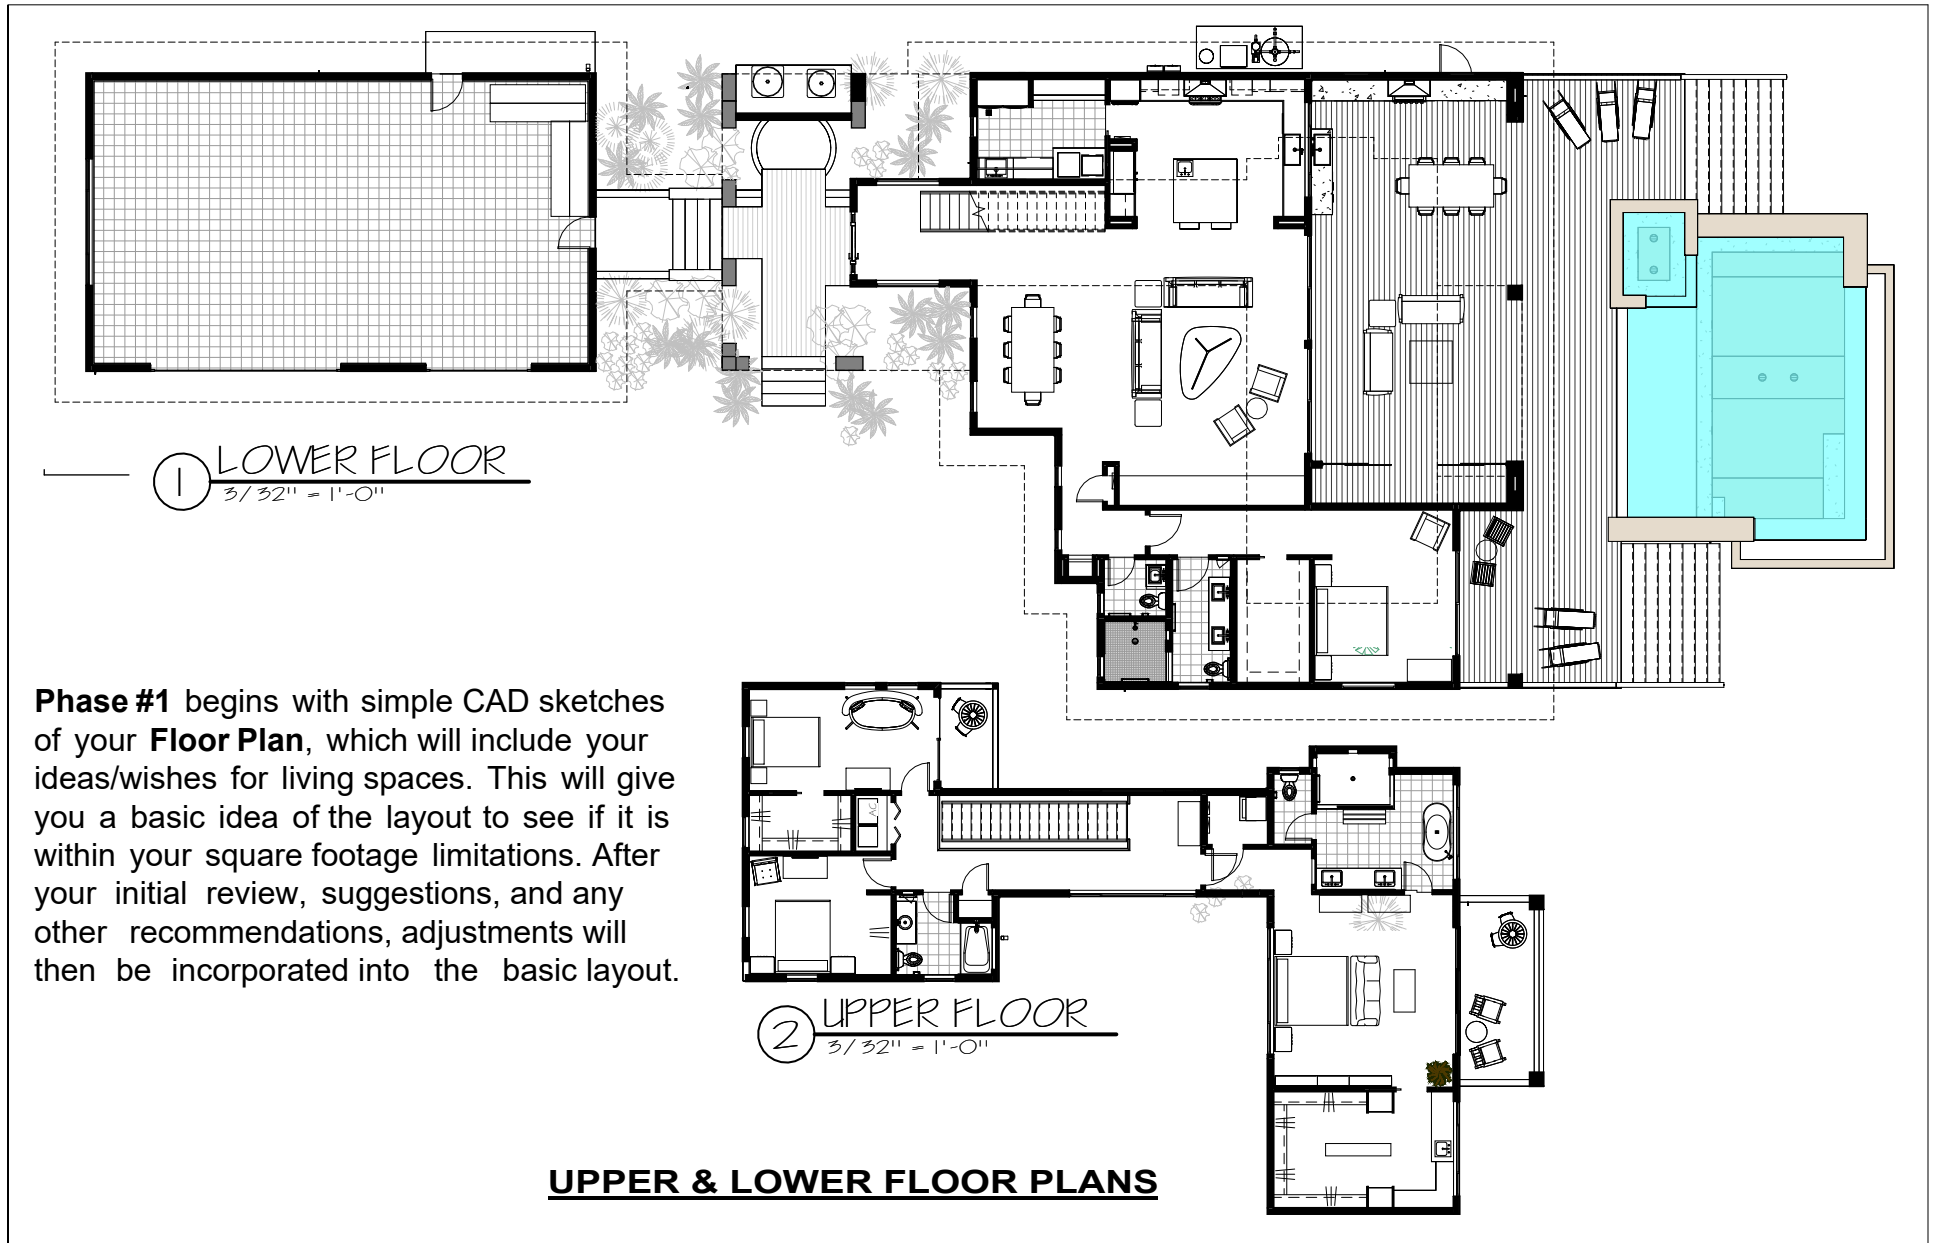 1
LOWER FLOOR
3/32" = 1'-0"
Phase #1 begins with simple CAD sketches
of your Floor Plan, which will include your
ideas/wishes for living spaces. This will give
you a basic idea of the layout to see if it is
within your square footage limitations. After
your initial review, suggestions, and any
other recommendations, adjustments will
then be incorporated into the basic layout.
AC
2
UPPER FLOOR
3/32" = 1'-0"
UPPER & LOWER FLOOR PLANS